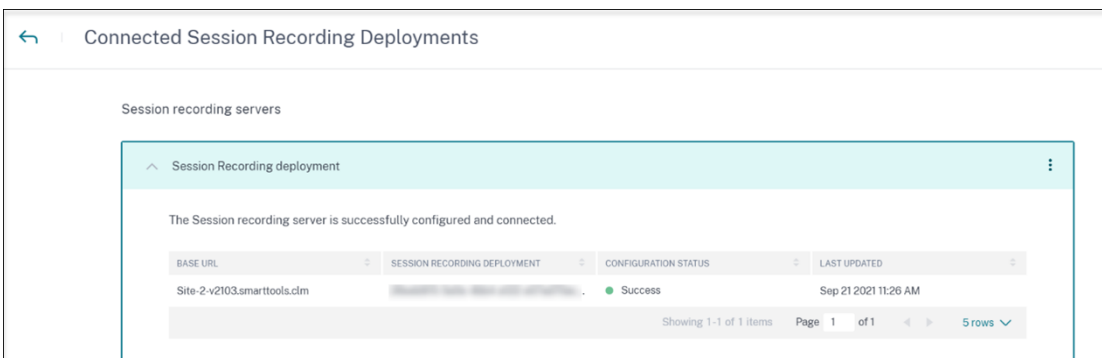 Connected Session Recording Deployments
Session recording servers
Session Recording deployment
The Session recording server is successfully configured and connected.
BASE URL SESSION RECORDING DEPLOYMENT CONFIGURATION STATUS LAST UPDATED
Site-2-v2103.smarttools.clm . Success Sep 21 2021 11:26 AM
Showing 1-1 of 1 items Page 1 of 1 5 rows